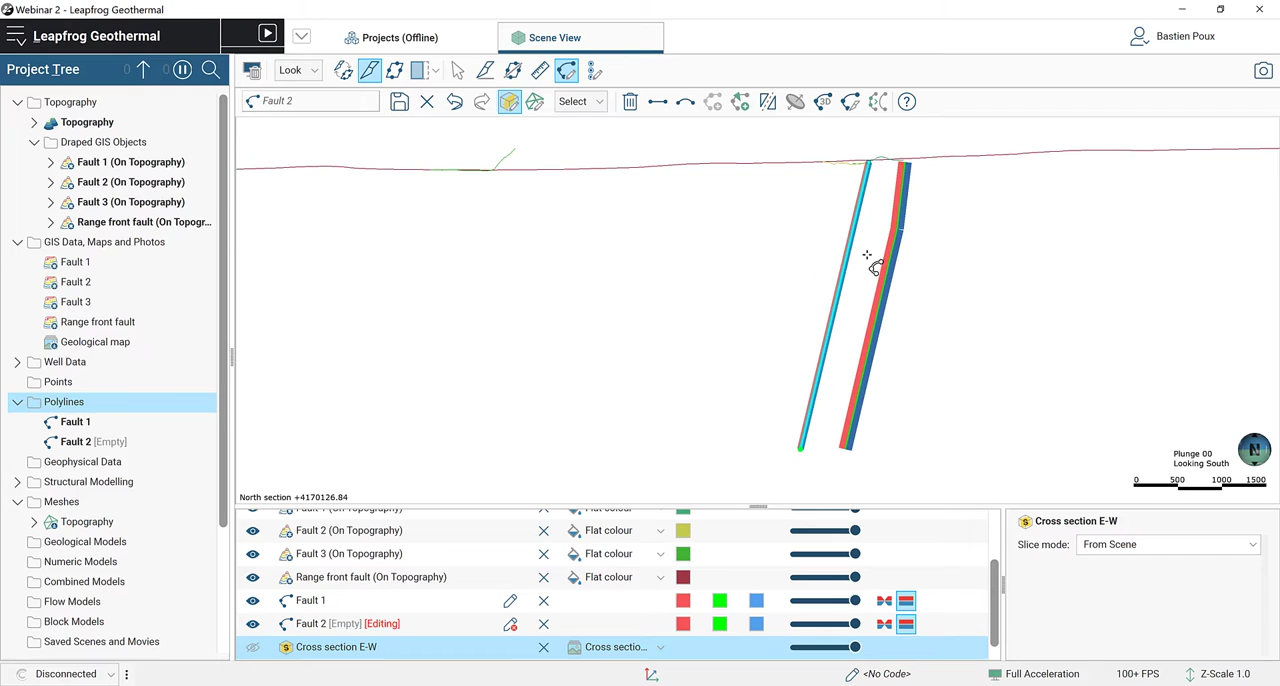 Webinar 2 - Leapfrog Geothermal
Leapfrog Geothermal
Projects (Offline)
Scene View
Bastien Poux
Project Tree
0
0
Look
Fault 2
Select
3D
?
Topography
Topography
Draped GIS Objects
Fault 1 (On Topography)
Fault 2 (On Topography)
Fault 3 (On Topography)
Range front fault (On Topogr...
GIS Data, Maps and Photos
Fault 1
Fault 2
Fault 3
Range front fault
Geological map
Well Data
Points
Polylines
Fault 1
Fault 2 [Empty]
Geophysical Data
Structural Modelling
Meshes
Topography
Geological Models
Numeric Models
Combined Models
Flow Models
Block Models
Saved Scenes and Movies
Plunge 00
Looking South
N
0 500 1000 1500
North section +4170126.84
Fault 2 (On Topography)
Flat colour
Fault 3 (On Topography)
Flat colour
Range front fault (On Topography)
Flat colour
Fault 1
Fault 2 [Empty] [Editing]
Cross section E-W
Cross sectio...
Cross section E-W
Slice mode: From Scene
Disconnected
<No Code>
Full Acceleration
100+ FPS
Z-Scale 1.0